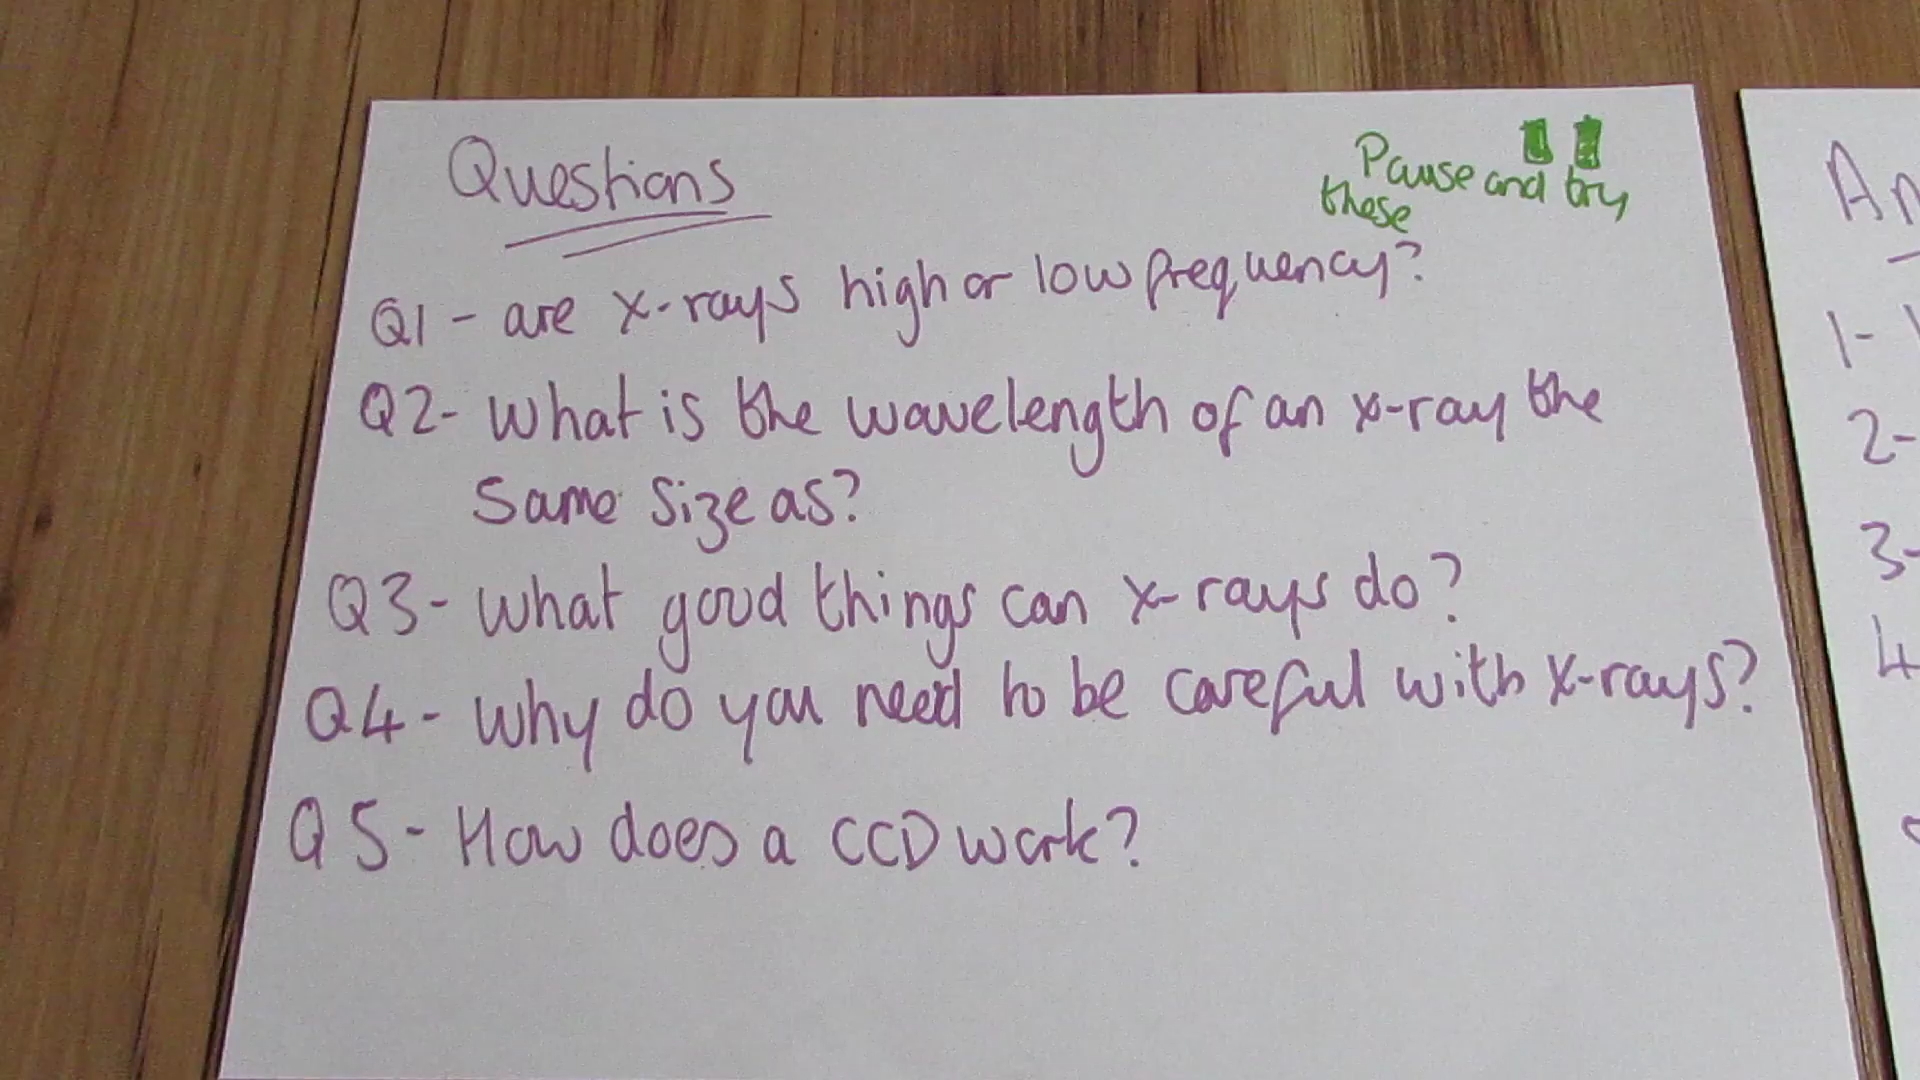 Questions
Pause and try
these
Q1 - are x-rays high or low frequency?
Q2 - What is the wavelength of an x-ray the
Same size as?
Q3 - what good things can x-rays do?
Q4 - Why do you need to be careful with x-rays?
Q5 - How does a CCD work?
An
1-
2-
3-
4